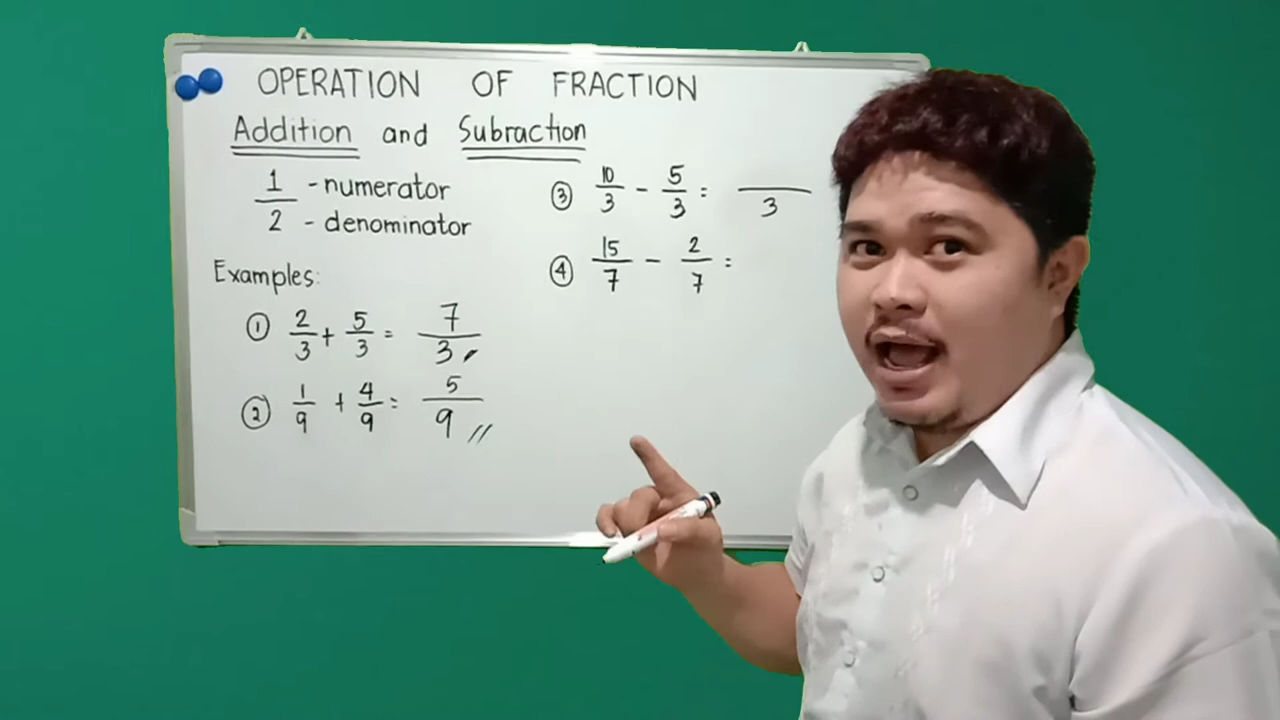 OPERATION OF FRACTION
Addition and Subraction
1 - numerator
2 - denominator
Examples:
① 2/3 + 5/3 = 7/3
② 1/9 + 4/9 = 5/9 //
③ 10/3 - 5/3 = __/3
④ 15/7 - 2/7 =